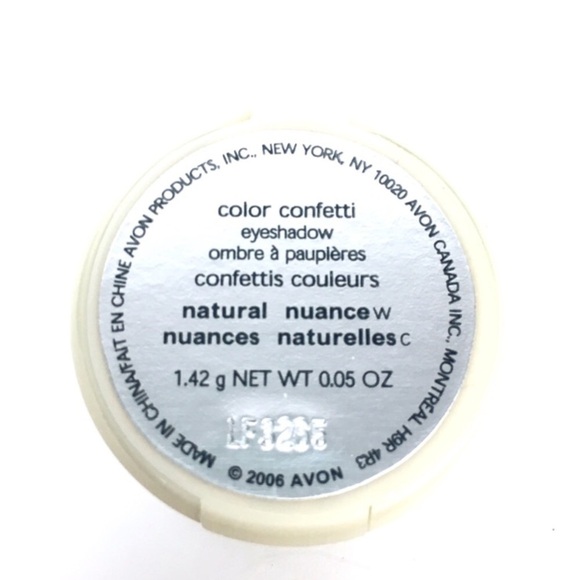 MADE IN CHINA/FAIT EN CHINE AVON PRODUCTS, INC., NEW YORK, NY 10020 AVON CANADA INC., MONTREAL H9R 4R3
color confetti
eyeshadow
ombre à paupières
confettis couleurs
natural nuance w
nuances naturelles c
1.42 g NET WT 0.05 OZ
© 2006 AVON